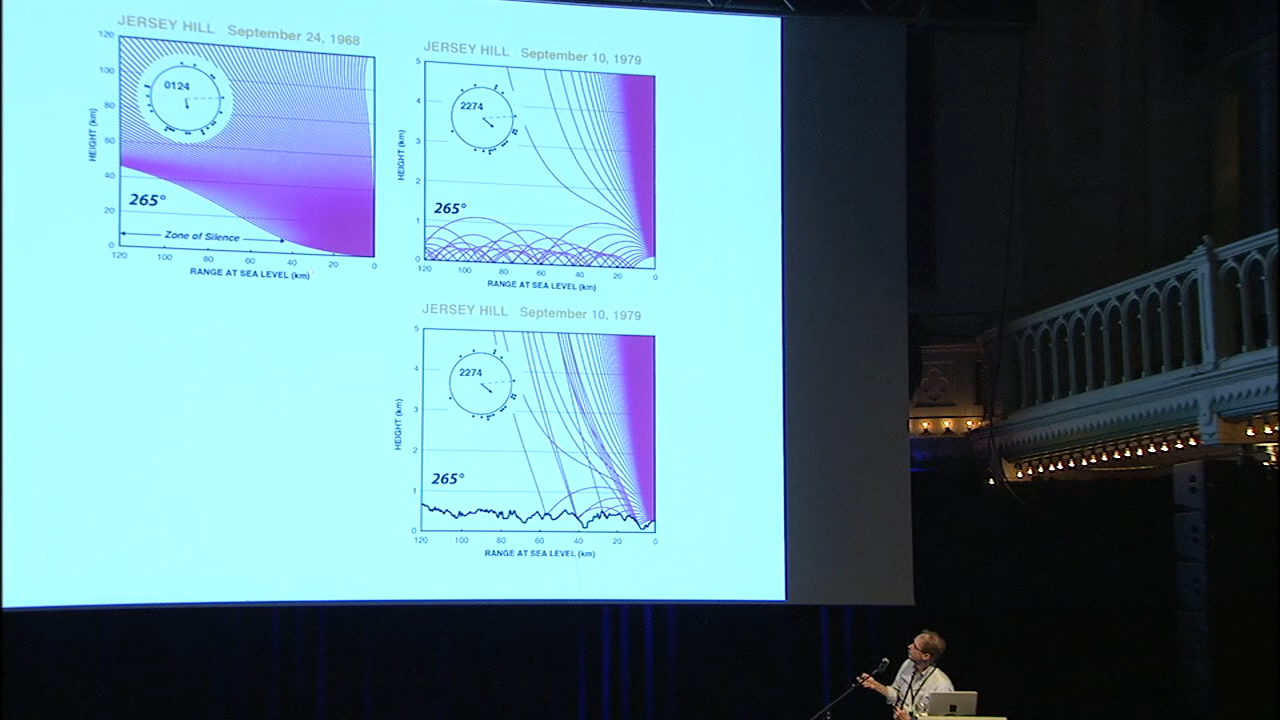 JERSEY HILL September 24, 1968
120
100
80
60
40
20
0
HEIGHT (km)
0124
265°
Zone of Silence
120 100 80 60 40 20 0
RANGE AT SEA LEVEL (km)
JERSEY HILL September 10, 1979
5
4
3
2
1
0
HEIGHT (km)
2274
265°
120 100 80 60 40 20 0
RANGE AT SEA LEVEL (km)
JERSEY HILL September 10, 1979
5
4
3
2
1
0
HEIGHT (km)
2274
265°
120 100 80 60 40 20 0
RANGE AT SEA LEVEL (km)